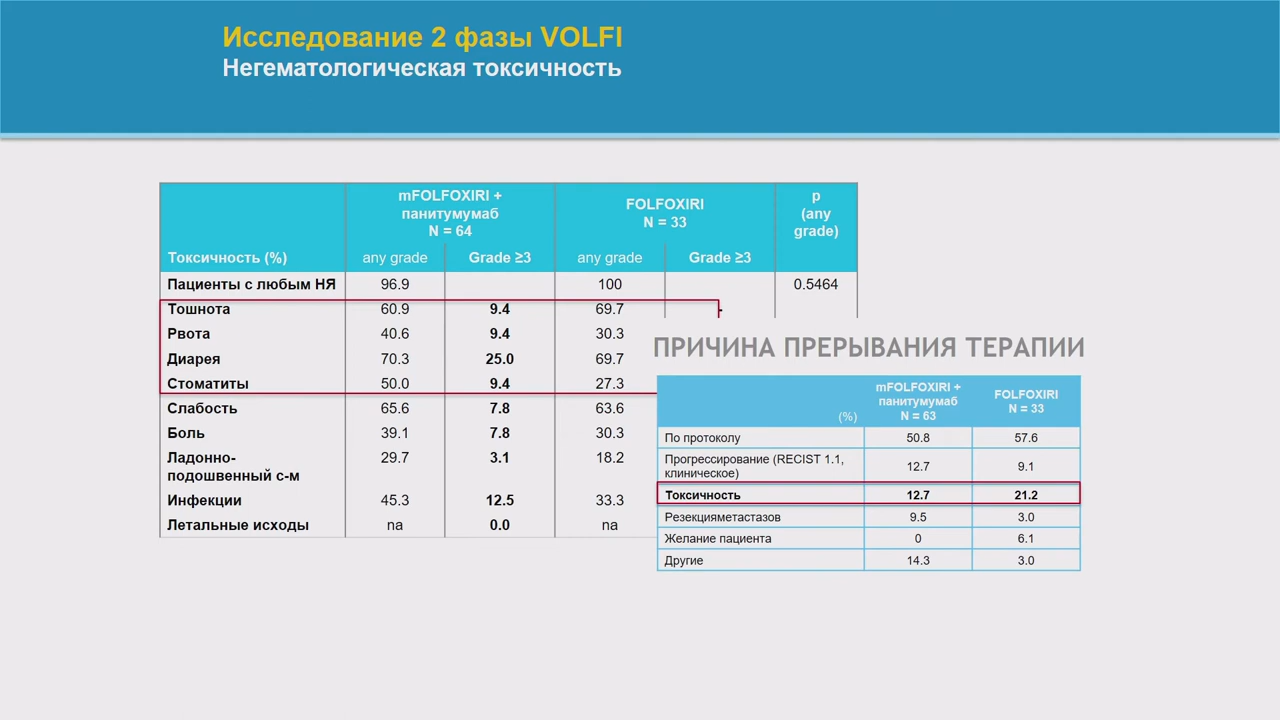 Исследование 2 фазы VOLFI
Негематологическая токсичность
mFOLFOXIRI +
панитумумаб
N = 64
FOLFOXIRI
N = 33
p
(any
grade)
Токсичность (%) any grade Grade ≥3 any grade Grade ≥3
Пациенты с любым НЯ 96.9 100 0.5464
Тошнота 60.9 9.4 69.7
Рвота 40.6 9.4 30.3
Диарея 70.3 25.0 69.7
Стоматиты 50.0 9.4 27.3
Слабость 65.6 7.8 63.6
Боль 39.1 7.8 30.3
Ладонно- 29.7 3.1 18.2
подошвенный с-м
Инфекции 45.3 12.5 33.3
Летальные исходы na 0.0 na
ПРИЧИНА ПРЕРЫВАНИЯ ТЕРАПИИ
(%)
mFOLFOXIRI +
панитумумаб
N = 63
FOLFOXIRI
N = 33
По протоколу 50.8 57.6
Прогрессирование (RECIST 1.1,
клиническое) 12.7 9.1
Токсичность 12.7 21.2
Резекцияметастазов 9.5 3.0
Желание пациента 0 6.1
Другие 14.3 3.0